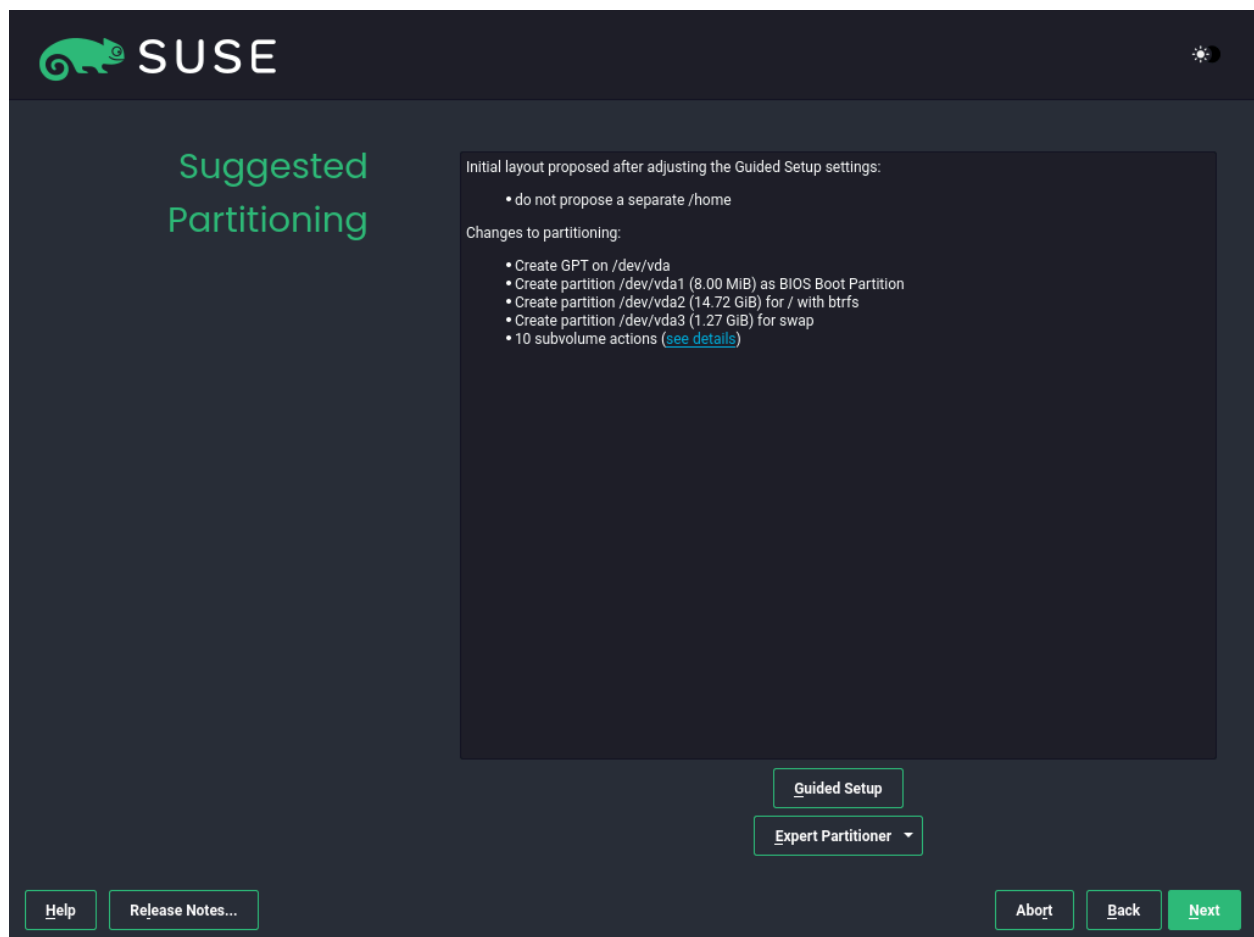 SUSE
Suggested
Partitioning
Initial layout proposed after adjusting the Guided Setup settings:
• do not propose a separate /home
Changes to partitioning:
• Create GPT on /dev/vda
• Create partition /dev/vda1 (8.00 MiB) as BIOS Boot Partition
• Create partition /dev/vda2 (14.72 GiB) for / with btrfs
• Create partition /dev/vda3 (1.27 GiB) for swap
• 10 subvolume actions (see details)
Guided Setup
Expert Partitioner
Help
Release Notes...
Abort
Back
Next